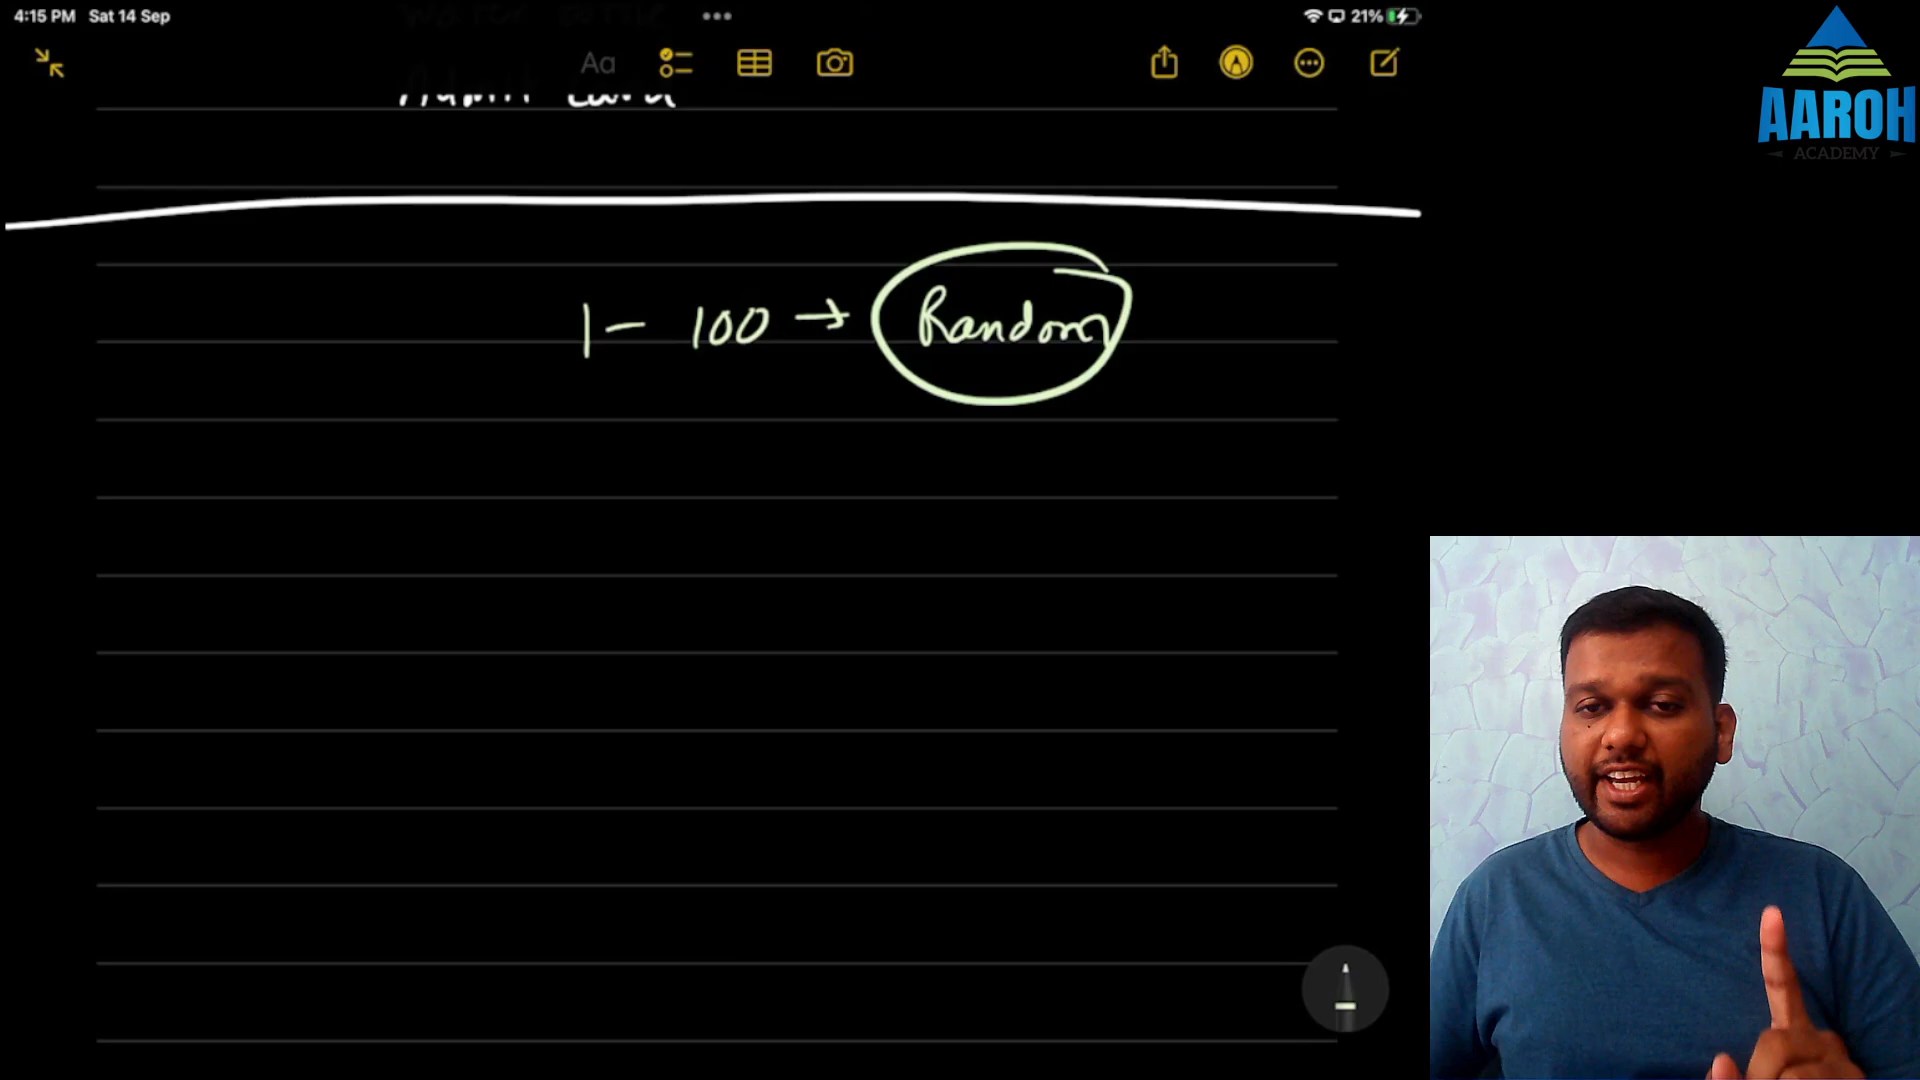 4:15 PM Sat 14 Sep
21%
Aa
AAROH
ACADEMY
1 - 100 → Random